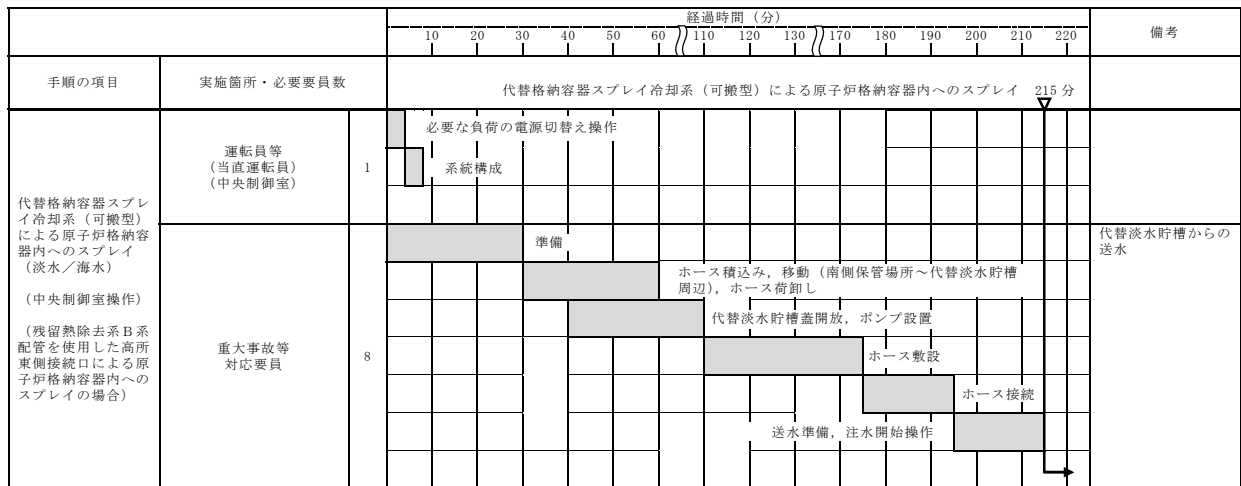 経過時間（分）
備考
10 20 30 40 50 60 110 130 170 180 190 200 210 220
手順の項目
実施箇所・必要要員数
代替格納容器スプレイ冷却系（可搬型）による原子炉格納容器内へのスプレイ 215分
代替格納容器スプレ
イ冷却系（可搬型）
による原子炉格納容
器内へのスプレイ
（淡水／海水）
（中央制御室操作）
（残留熱除去系Ｂ系
配管を使用した高所
東側接続口による原
子炉格納容器内への
スプレイの場合）
運転員等
（当直運転員）
（中央制御室）
1
必要な負荷の電源切替え操作
系統構成
重大事故等
対応要員
8
準備
ホース積込み，移動（南側保管場所～代替淡水貯槽
周辺），ホース荷卸し
代替淡水貯槽蓋開放，ポンプ設置
ホース敷設
ホース接続
送水準備，注水開始操作
代替淡水貯槽からの
送水